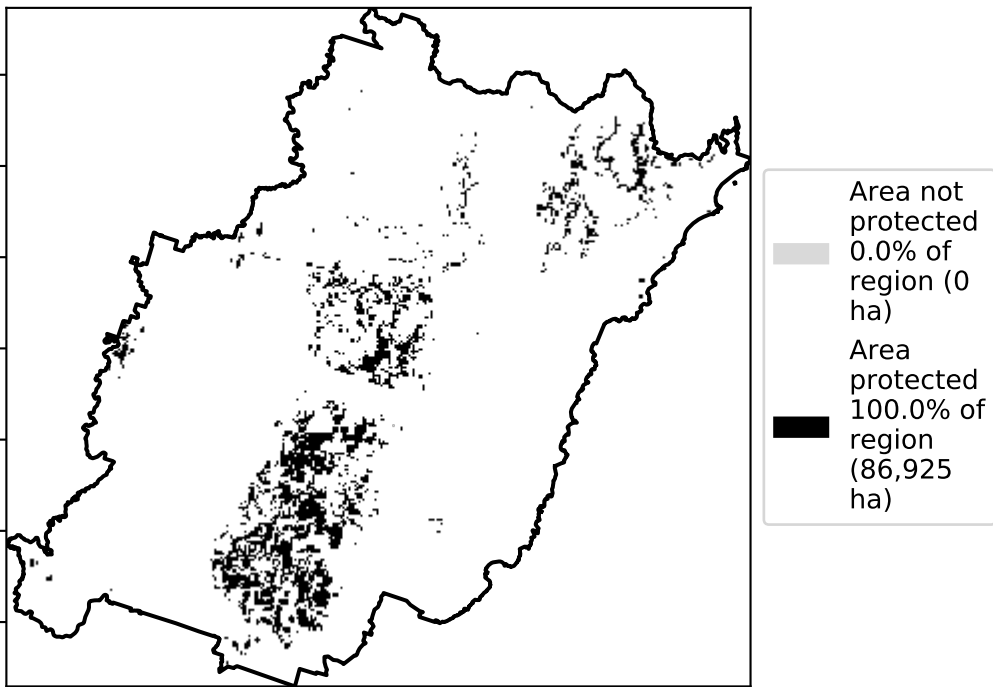 Area not
protected
0.0% of
region (0
ha)
Area
protected
100.0% of
region
(86,925
ha)